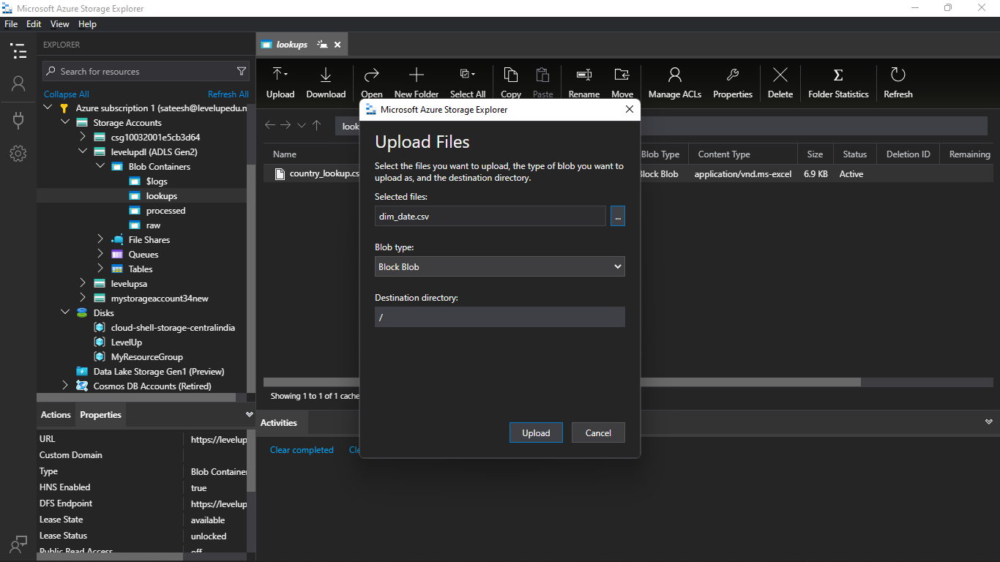 Microsoft Azure Storage Explorer
File Edit View Help
EXPLORER
Search for resources
Collapse All Refresh All
Azure subscription 1 (sateesh@levelupedu.n
Storage Accounts
csg10032001e5cb3d64
levelupdl (ADLS Gen2)
Blob Containers
$logs
lookups
processed
raw
File Shares
Queues
Tables
levelupsa
mystorageaccount34new
Disks
cloud-shell-storage-centralindia
LevelUp
MyResourceGroup
Data Lake Storage Gen1 (Preview)
Cosmos DB Accounts (Retired)
Actions Properties
URL https://levelup
Custom Domain
Type Blob Container
HNS Enabled true
DFS Endpoint https://levelup
Lease State available
Lease Status unlocked
Public Read Access off
lookups
Upload Download Open New Folder Select All Copy Paste Rename Move Manage ACLs Properties Delete Folder Statistics Refresh
look
Name Blob Type Content Type Size Status Deletion ID Remaining
country_lookup.cs Block Blob application/vnd.ms-excel 6.9 KB Active
Showing 1 to 1 of 1 cache
Activities
Clear completed Cle
Microsoft Azure Storage Explorer
Upload Files
Select the files you want to upload, the type of blob you want to
upload as, and the destination directory.
Selected files:
dim_date.csv ...
Blob type:
Block Blob
Destination directory:
/
Upload Cancel